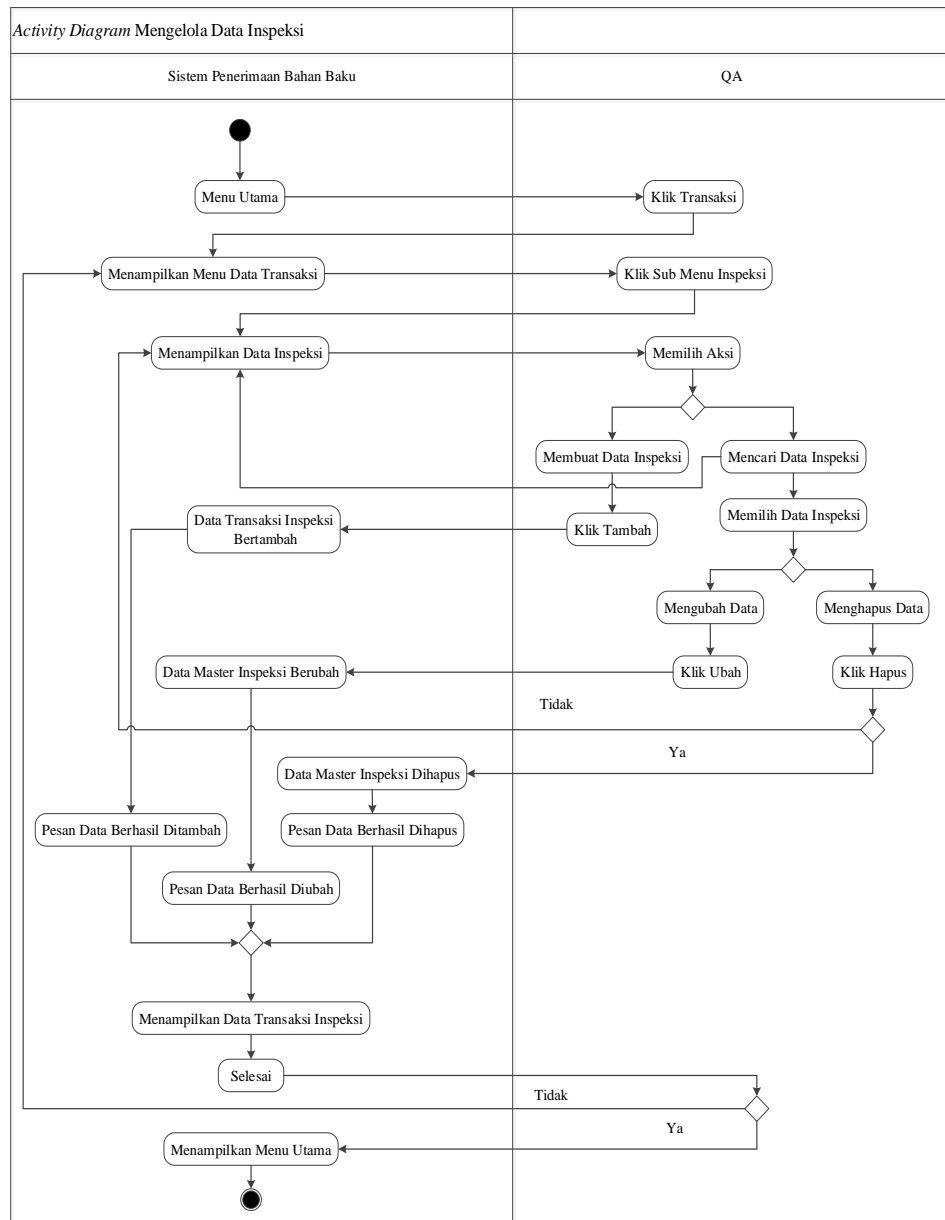 Activity Diagram Mengelola Data Inspeksi
Sistem Penerimaan Bahan Baku
QA
Menu Utama
Klik Transaksi
Menampilkan Menu Data Transaksi
Klik Sub Menu Inspeksi
Menampilkan Data Inspeksi
Memilih Aksi
Membuat Data Inspeksi
Mencari Data Inspeksi
Memilih Data Inspeksi
Data Transaksi Inspeksi
Bertambah
Klik Tambah
Mengubah Data
Menghapus Data
Data Master Inspeksi Berubah
Klik Ubah
Klik Hapus
Tidak
Ya
Data Master Inspeksi Dihapus
Pesan Data Berhasil Ditambah
Pesan Data Berhasil Dihapus
Pesan Data Berhasil Diubah
Menampilkan Data Transaksi Inspeksi
Selesai
Tidak
Ya
Menampilkan Menu Utama